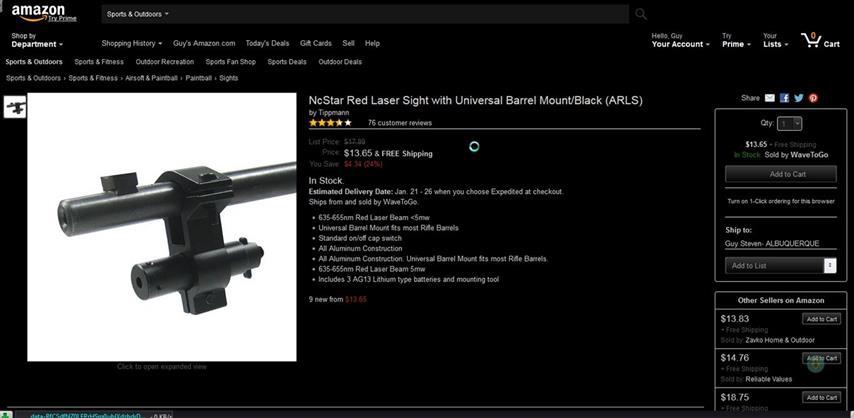 amazon
Try Prime
Sports & Outdoors
Shop by
Department
Shopping History
Guy's Amazon.com
Today's Deals
Gift Cards
Sell
Help
Hello, Guy
Your Account
Try
Prime
Your
Lists
0
Cart
Sports & Outdoors
Sports & Fitness
Outdoor Recreation
Sports Fan Shop
Sports Deals
Outdoor Deals
Sports & Outdoors › Sports & Fitness › Airsoft & Paintball › Paintball › Sights
NcStar Red Laser Sight with Universal Barrel Mount/Black (ARLS)
by Tippmann
76 customer reviews
List Price: $17.99
Price: $13.65 & FREE Shipping
You Save: $4.34 (24%)
In Stock.
Estimated Delivery Date: Jan. 21 - 26 when you choose Expedited at checkout.
Ships from and sold by WaveToGo.
• 635-655nm Red Laser Beam <5mw
• Universal Barrel Mount fits most Rifle Barrels
• Standard on/off cap switch
• All Aluminum Construction
• All Aluminum Construction. Universal Barrel Mount fits most Rifle Barrels.
• 635-655nm Red Laser Beam 5mw
• Includes 3 AG13 Lithium type batteries and mounting tool
9 new from $13.65
Click to open expanded view
Share
Qty: 1
$13.65 + Free Shipping
In Stock. Sold by WaveToGo
Add to Cart
Turn on 1-Click ordering for this browser
Ship to:
Guy Steven- ALBUQUERQUE
Add to List
Other Sellers on Amazon
$13.83
Add to Cart
+ Free Shipping
Sold by: Zavko Home & Outdoor
$14.76
Add to Cart
+ Free Shipping
Sold by: Reliable Values
$18.75
Add to Cart
+ Free Shipping
0 KB/s